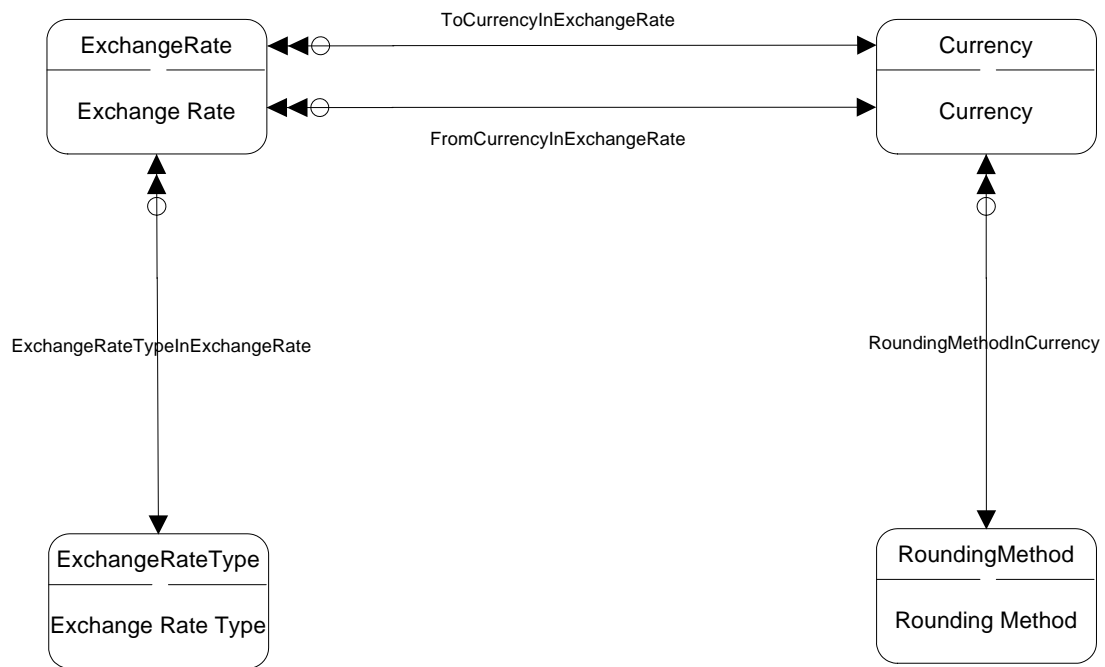 ToCurrencyInExchangeRate
ExchangeRate
Currency
Exchange Rate
Currency
FromCurrencyInExchangeRate
ExchangeRateTypeInExchangeRate
RoundingMethodInCurrency
ExchangeRateType
RoundingMethod
Exchange Rate Type
Rounding Method